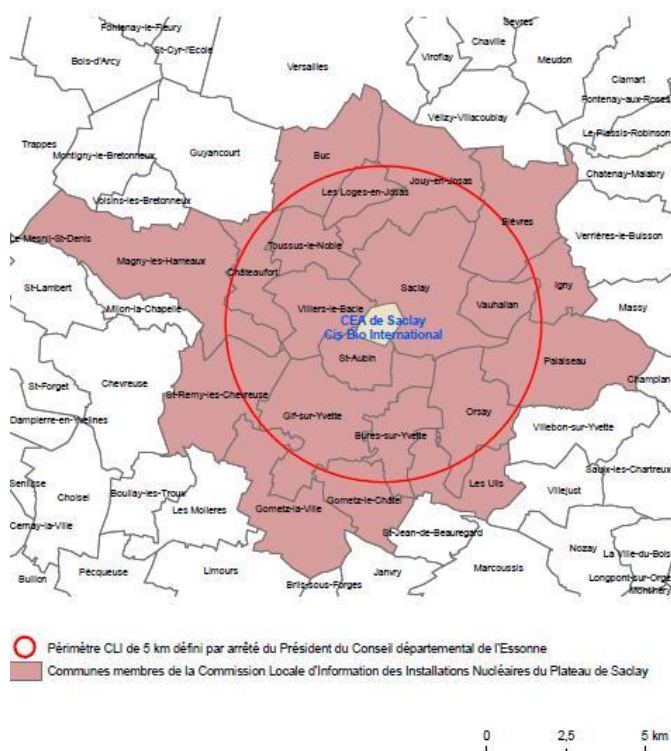 Fontenay-le-Fleury
St-Cyr-l'Ecole
Bois-d'Arcy
Versailles
Sèvres
Chaville
Viroflay
Meudon
Clamart
Fontenay-aux-Roses
Vélizy-Villacoublay
Le-Plessis-Robinson
Trappes
Montigny-le-Bretonneux
Guyancourt
Buc
Jouy-en-Josas
Chatenay-Malabry
Voisins-les-Bretonneux
Les Loges-en-Josas
Bièvres
Verrières-le-Buisson
Le-Mesnil-St-Denis
Toussus-le-Noble
Magny-les-Hameaux
Châteaufort
Saclay
Igny
St-Lambert
Milon-la-Chapelle
Villiers-le-Bacle
Vauhallan
Massy
CEA de Saclay
Cis Bio International
St-Aubin
Palaiseau
Champlan
St-Forget
Chevreuse
St-Remy-les-Chevreuse
Gif-sur-Yvette
Orsay
Dampierre-en-Yvelines
Bures-sur-Yvette
Villebon-sur-Yvette
Saulx-les-Chartreux
Senlisse
Choisel
Boullay-les-Troux
Les Molieres
Gometz-la-Ville
Gometz-le-Châtel
Les Ulis
Villejust
Cernay-la-Ville
St-Jean-de-Beauregard
Nozay
La Ville-du-Bois
Bullion
Pécqueuse
Limours
Briis-sous-Forges
Janvry
Marcoussis
Longpont-sur-Orge
Montlhéry
Périmètre CLI de 5 km défini par arrêté du Président du Conseil départemental de l'Essonne
Communes membres de la Commission Locale d'Information des Installations Nucléaires du Plateau de Saclay
0 2,5 5 km